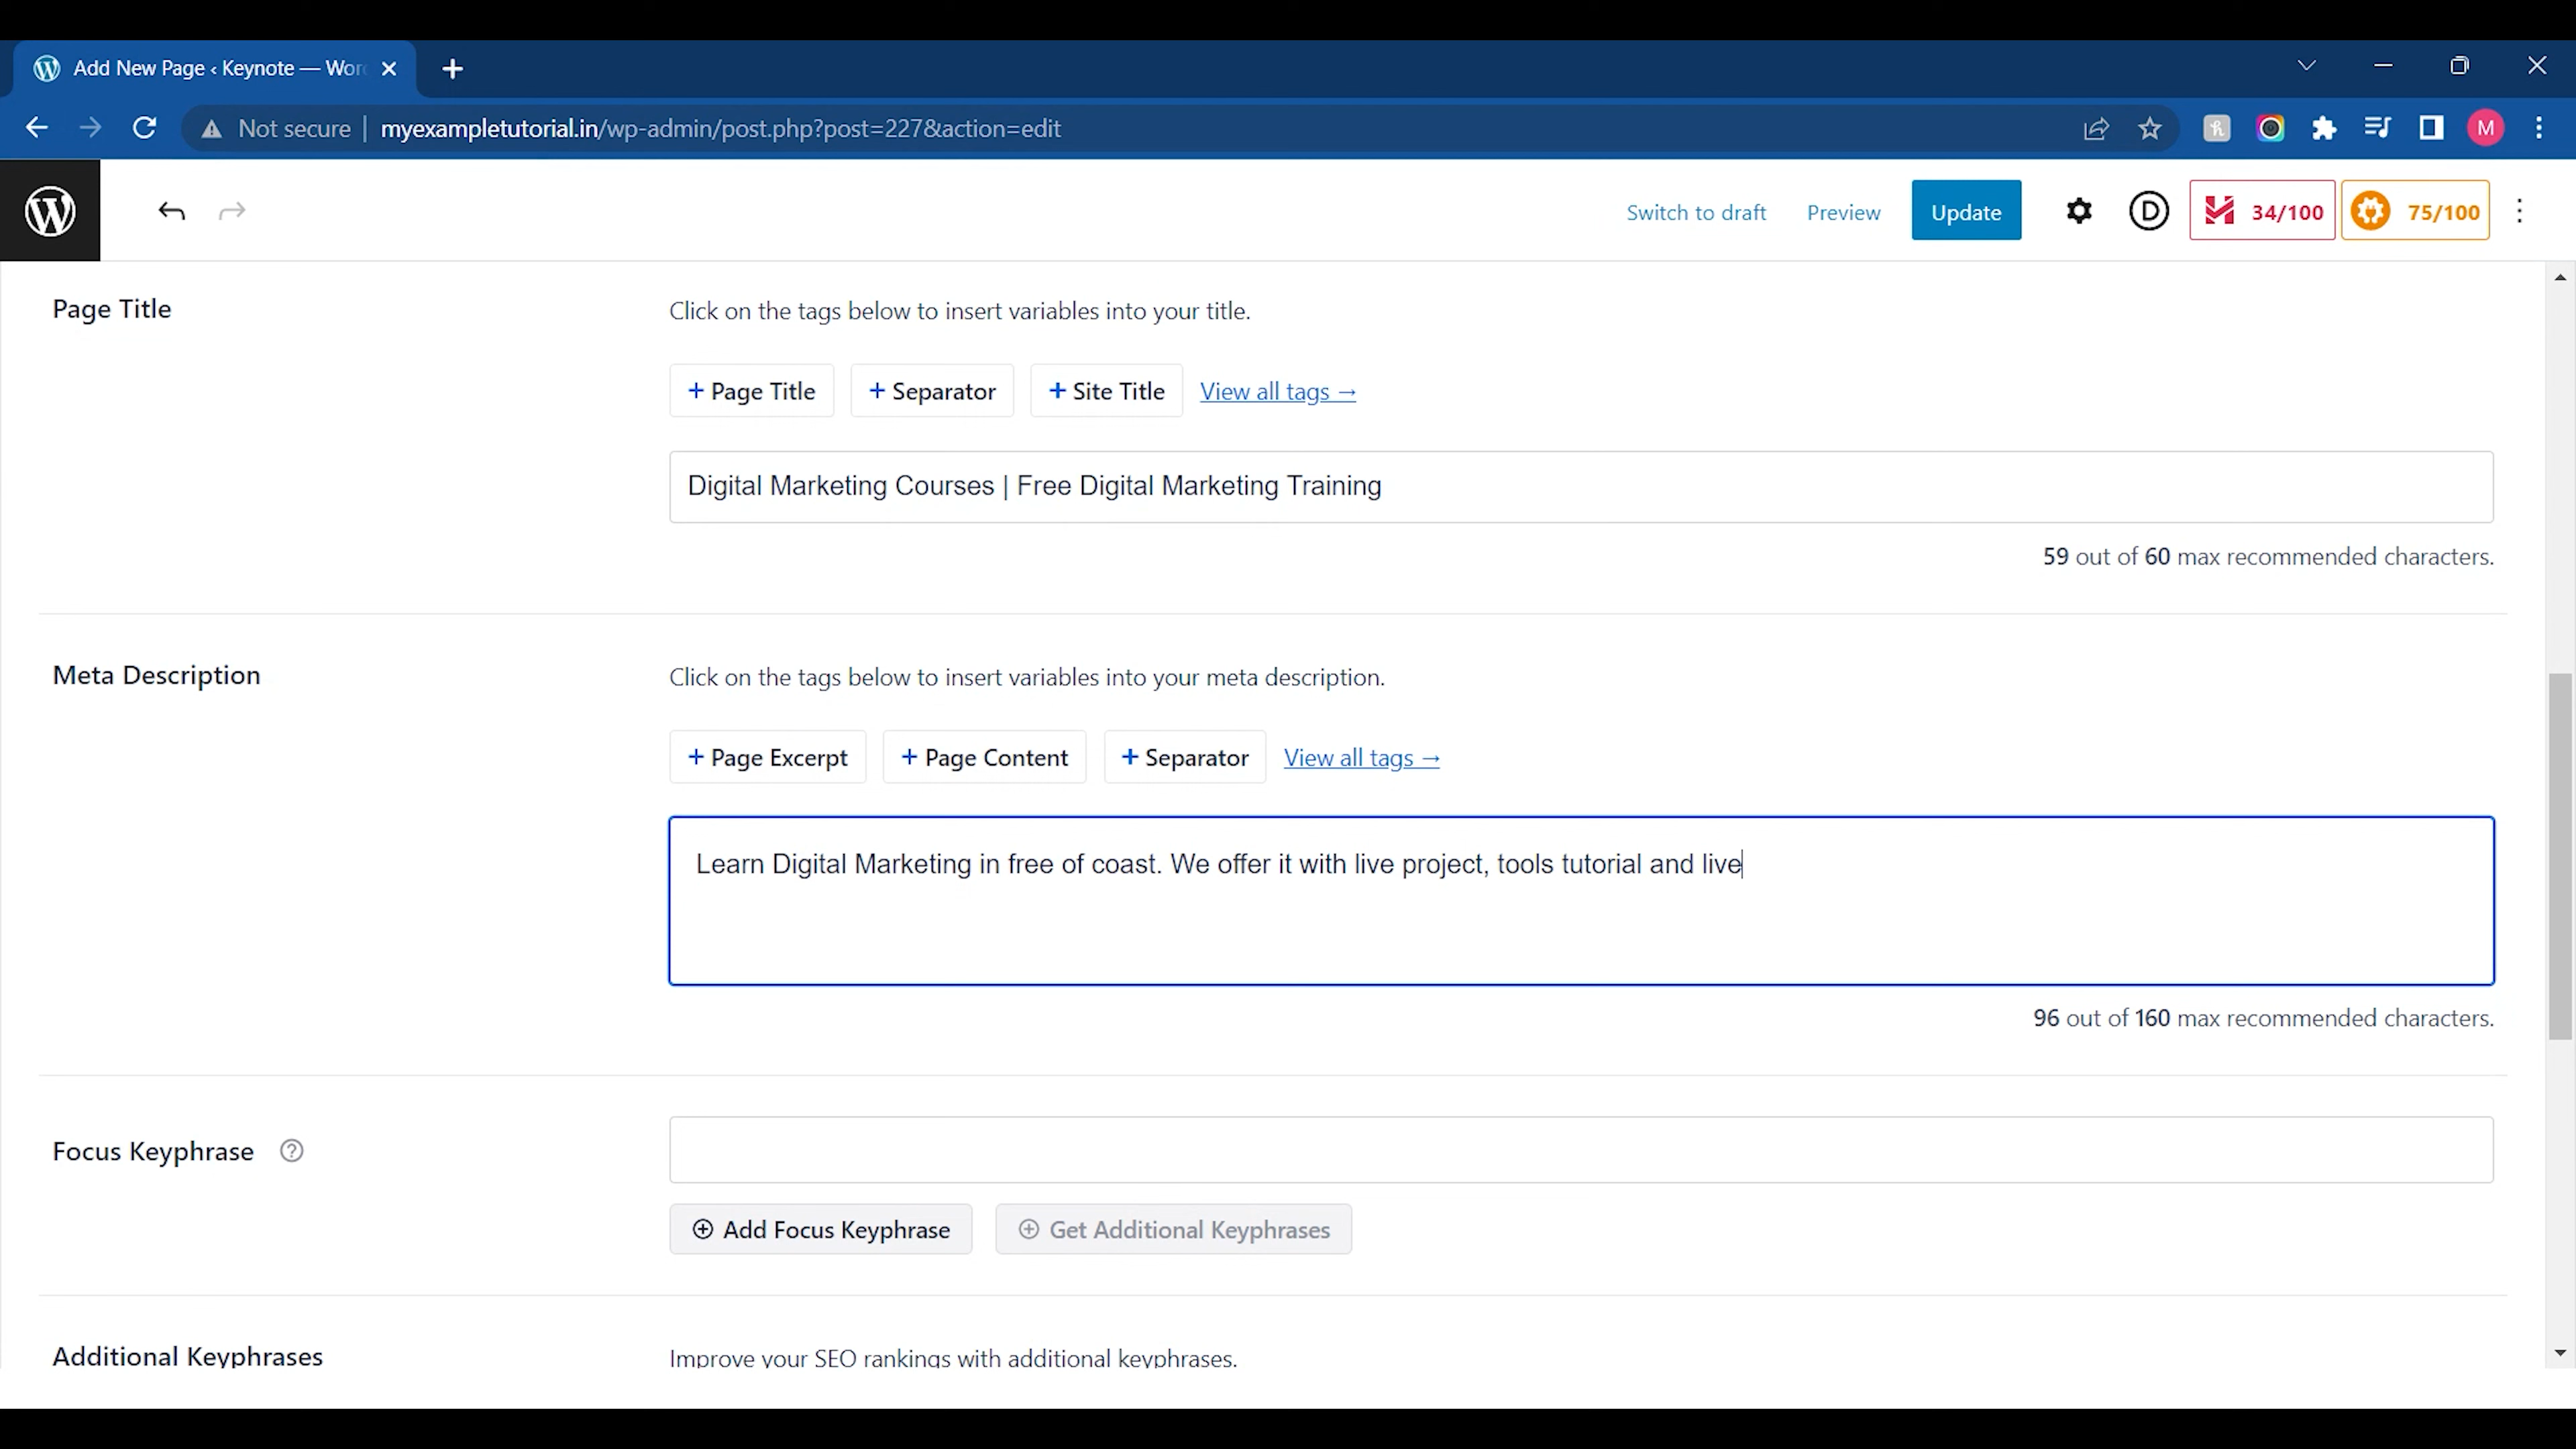 Add New Page ‹ Keynote — Wor
Not secure | myexampletutorial.in/wp-admin/post.php?post=227&action=edit
M
Switch to draft Preview Update 34/100 75/100
Page Title
Click on the tags below to insert variables into your title.
+ Page Title + Separator + Site Title View all tags →
Digital Marketing Courses | Free Digital Marketing Training
59 out of 60 max recommended characters.
Meta Description
Click on the tags below to insert variables into your meta description.
+ Page Excerpt + Page Content + Separator View all tags →
Learn Digital Marketing in free of coast. We offer it with live project, tools tutorial and live
96 out of 160 max recommended characters.
Focus Keyphrase ?
Add Focus Keyphrase Get Additional Keyphrases
Additional Keyphrases Improve your SEO rankings with additional keyphrases.